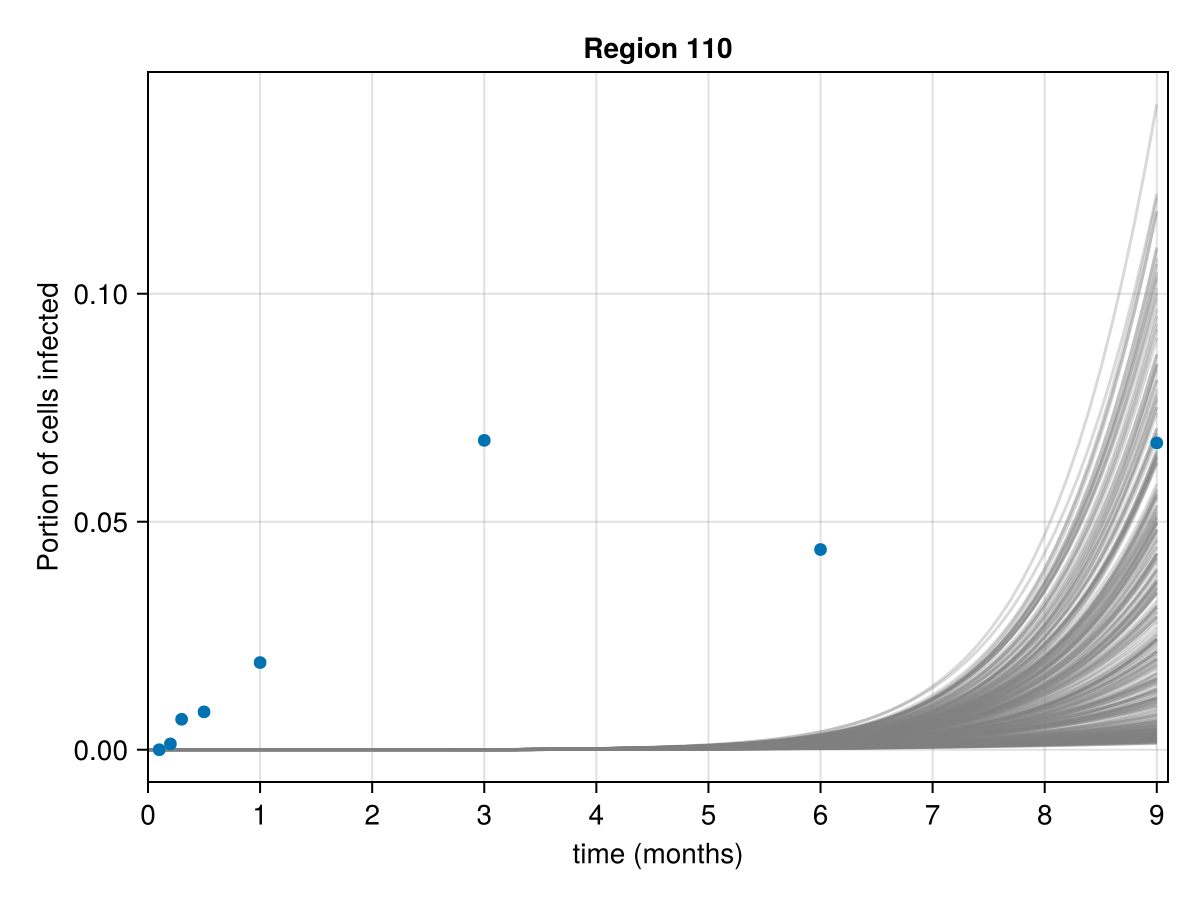 Region 110
Portion of cells infected
0.10
0.05
0.00
0 1 2 3 4 5 6 7 8 9
time (months)